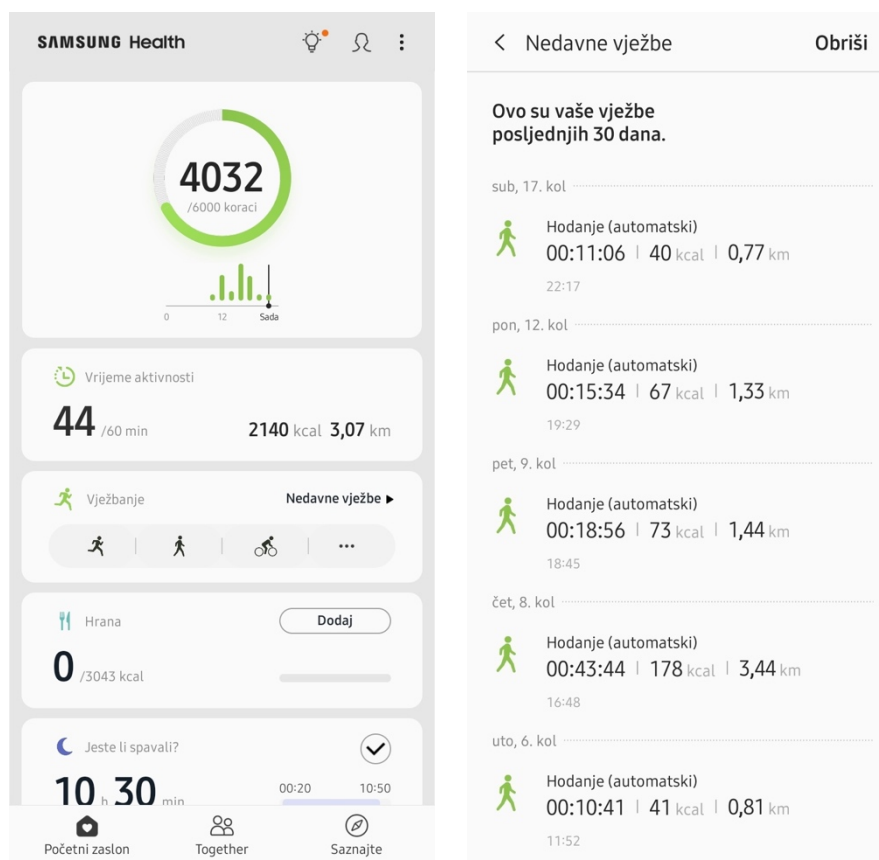 SAMSUNG Health
4032
/6000 koraci
0 12 Sada
Vrijeme aktivnosti
44 /60 min 2140 kcal 3,07 km
Vježbanje Nedavne vježbe
Hrana Dodaj
0 /3043 kcal
Jeste li spavali?
10 h 30 min 00:20 10:50
Početni zaslon Together Saznajte
Nedavne vježbe Obriši
Ovo su vaše vježbe
posljednjih 30 dana.
sub, 17. kol
Hodanje (automatski)
00:11:06 | 40 kcal | 0,77 km
22:17
pon, 12. kol
Hodanje (automatski)
00:15:34 | 67 kcal | 1,33 km
19:29
pet, 9. kol
Hodanje (automatski)
00:18:56 | 73 kcal | 1,44 km
18:45
čet, 8. kol
Hodanje (automatski)
00:43:44 | 178 kcal | 3,44 km
16:48
uto, 6. kol
Hodanje (automatski)
00:10:41 | 41 kcal | 0,81 km
11:52